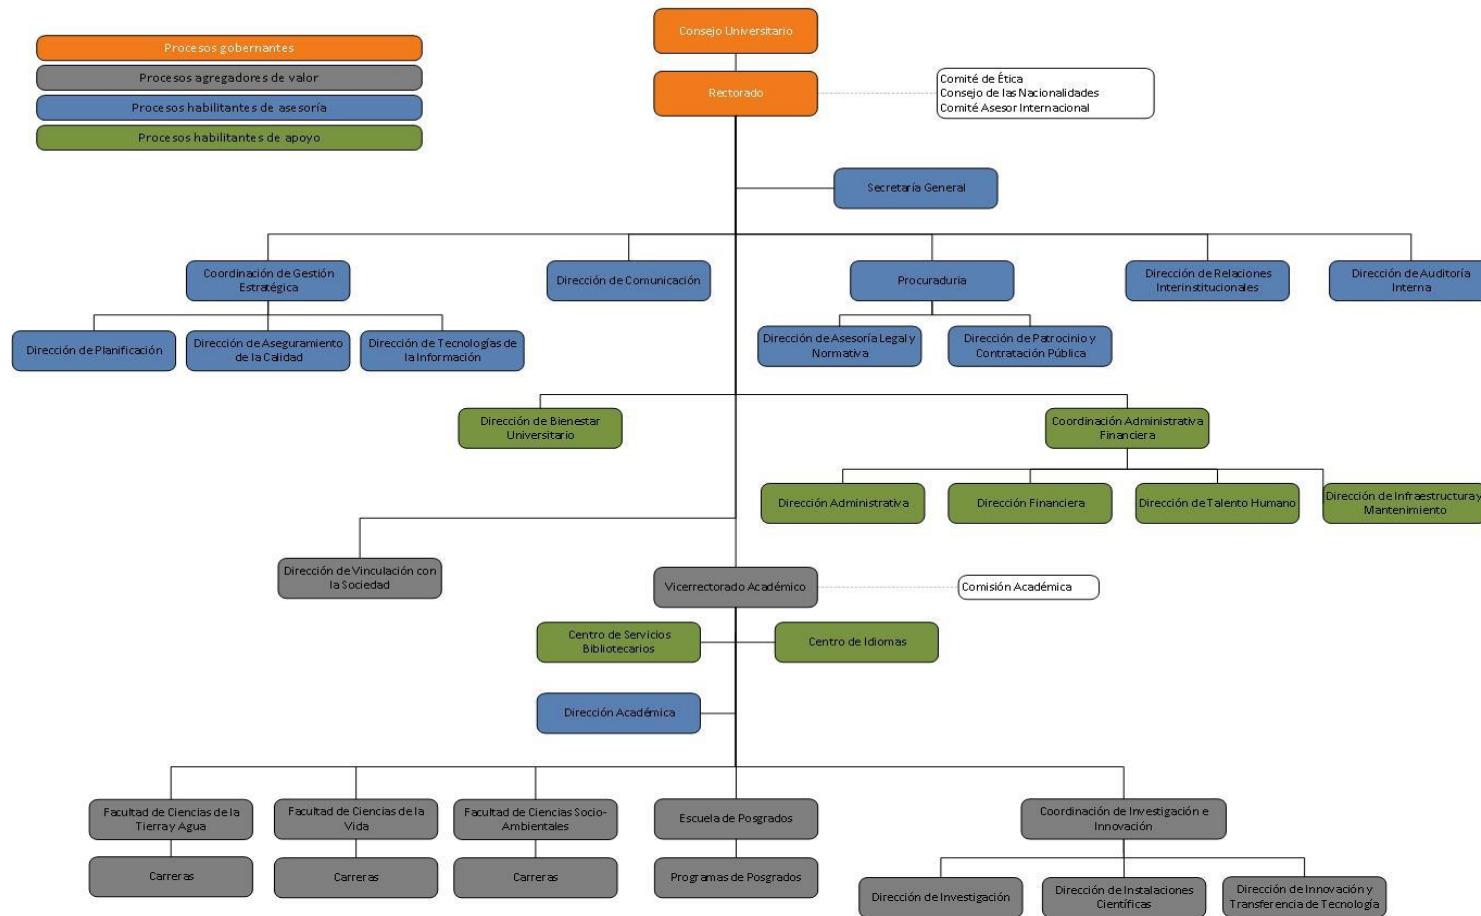 Consejo Universitario
Procesos gobernantes
Procesos agregadores de valor
Procesos habilitantes de asesoría
Procesos habilitantes de apoyo
Rectorado
Comité de Ética
Consejo de las Nacionalidades
Comité Asesor Internacional
Secretaría General
Coordinación de Gestión
Estratégica
Dirección de Comunicación
Procuraduria
Dirección de Relaciones
Interinstitucionales
Dirección de Auditoría
Interna
Dirección de Planificación
Dirección de Aseguramiento
de la Calidad
Dirección de Tecnologías de
la Información
Dirección de Asesoría Legal y
Normativa
Dirección de Patrocinio y
Contratación Pública
Dirección de Bienestar
Universitario
Coordinación Administrativa
Financiera
Dirección Administrativa
Dirección Financiera
Dirección de Talento Humano
Dirección de Infraestructura y
Mantenimiento
Dirección de Vinculación con
la Sociedad
Vicerrectorado Académico
Comisión Académica
Centro de Servicios
Bibliotecarios
Centro de Idiomas
Dirección Académica
Facultad de Ciencias de la
Tierra y Agua
Facultad de Ciencias de la
Vida
Facultad de Ciencias Socio-
Ambientales
Escuela de Posgrados
Coordinación de Investigación e
Innovación
Carreras
Carreras
Carreras
Programas de Posgrados
Dirección de Investigación
Dirección de Instalaciones
Científicas
Dirección de Innovación y
Transferencia de Tecnología